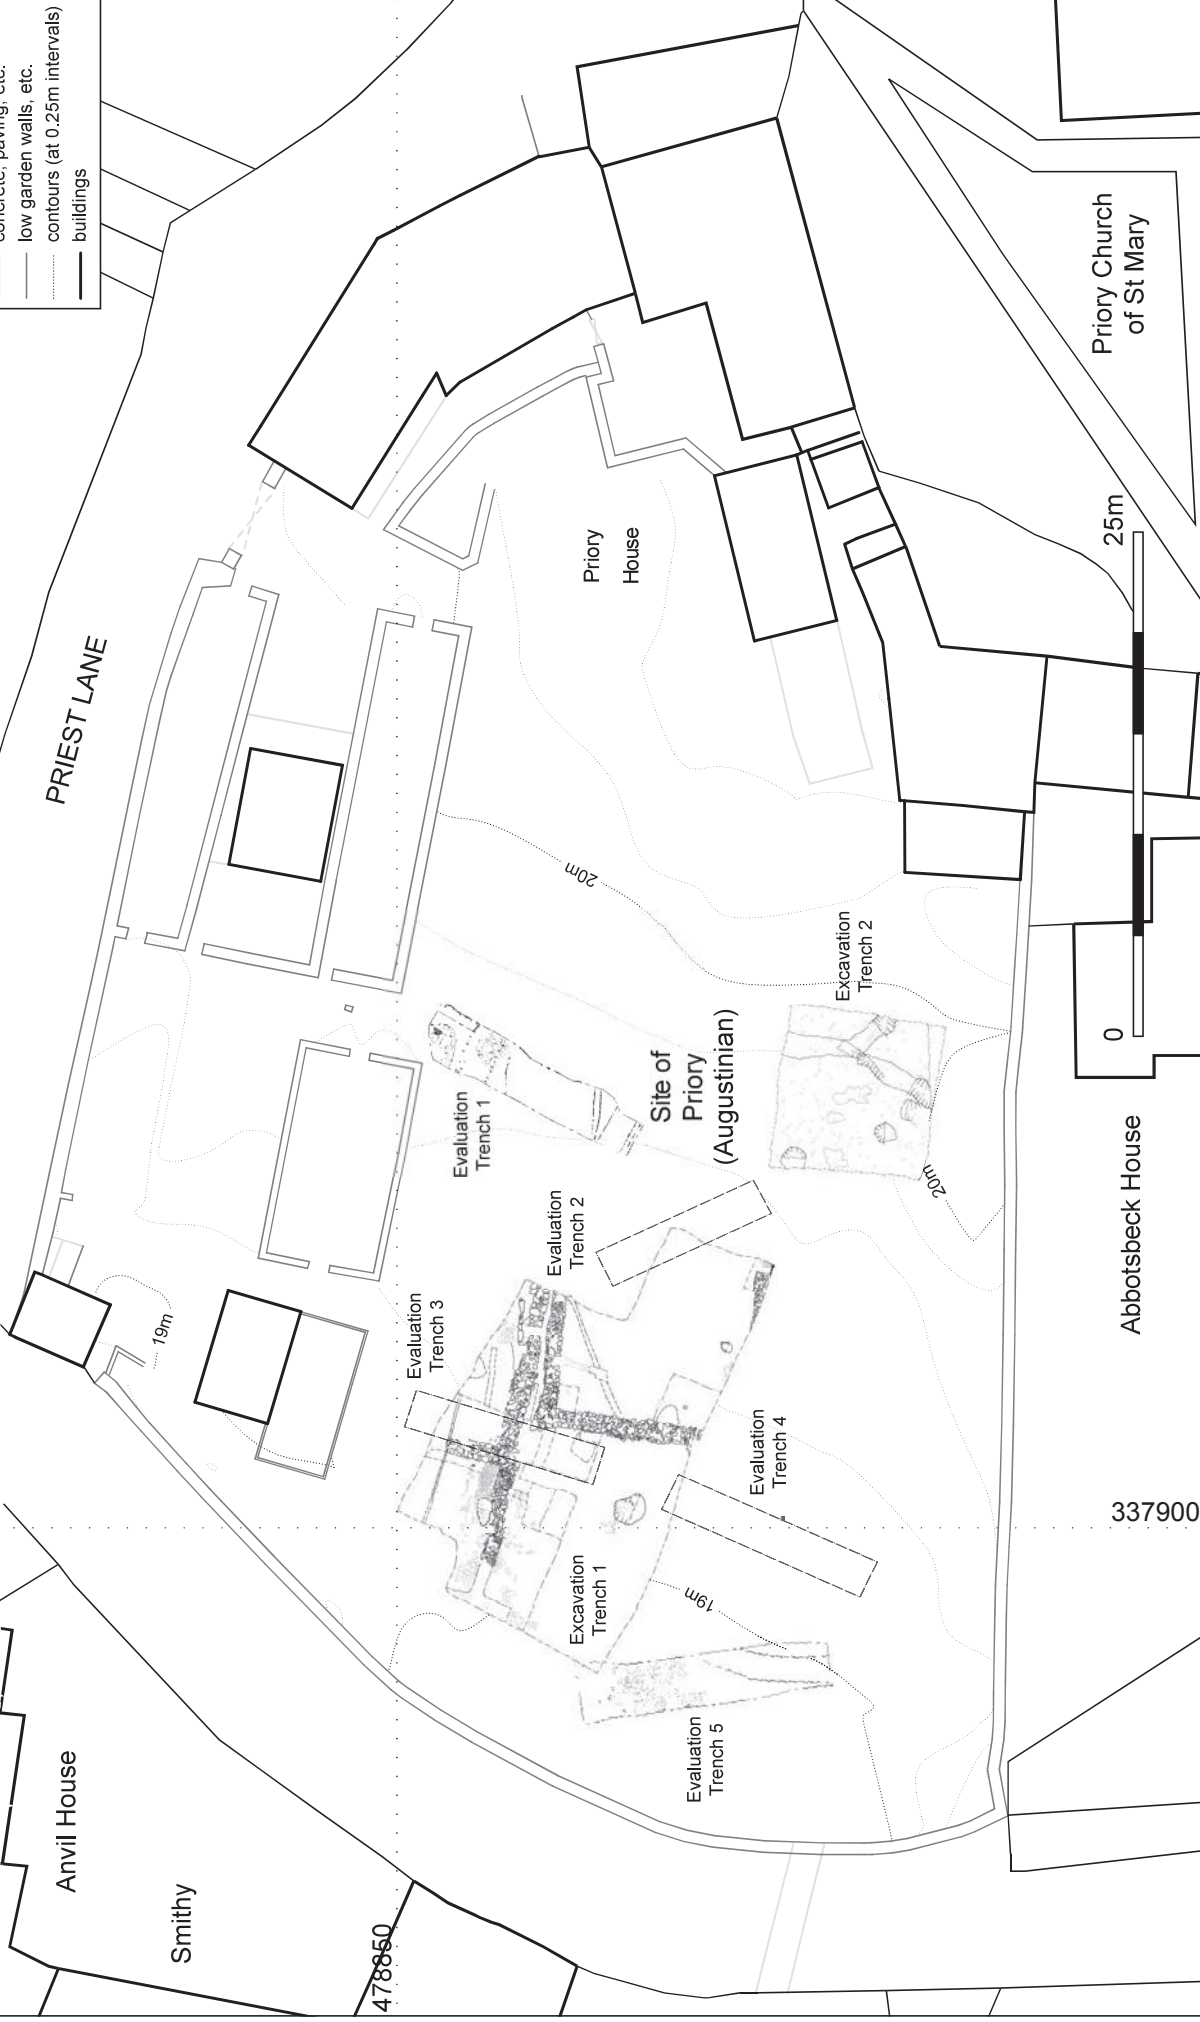 concrete, paving, etc.
low garden walls, etc.
contours (at 0.25m intervals)
buildings
PRIEST LANE
Priory Church
of St Mary
Priory
House
25m
0
20m
Excavation
Trench 2
Site of
Priory
(Augustinian)
Evaluation
Trench 1
Evaluation
Trench 2
20m
Evaluation
Trench 3
19m
Abbotsbeck House
Evaluation
Trench 4
337900
Excavation
Trench 1
19m
Evaluation
Trench 5
Anvil House
Smithy
478850